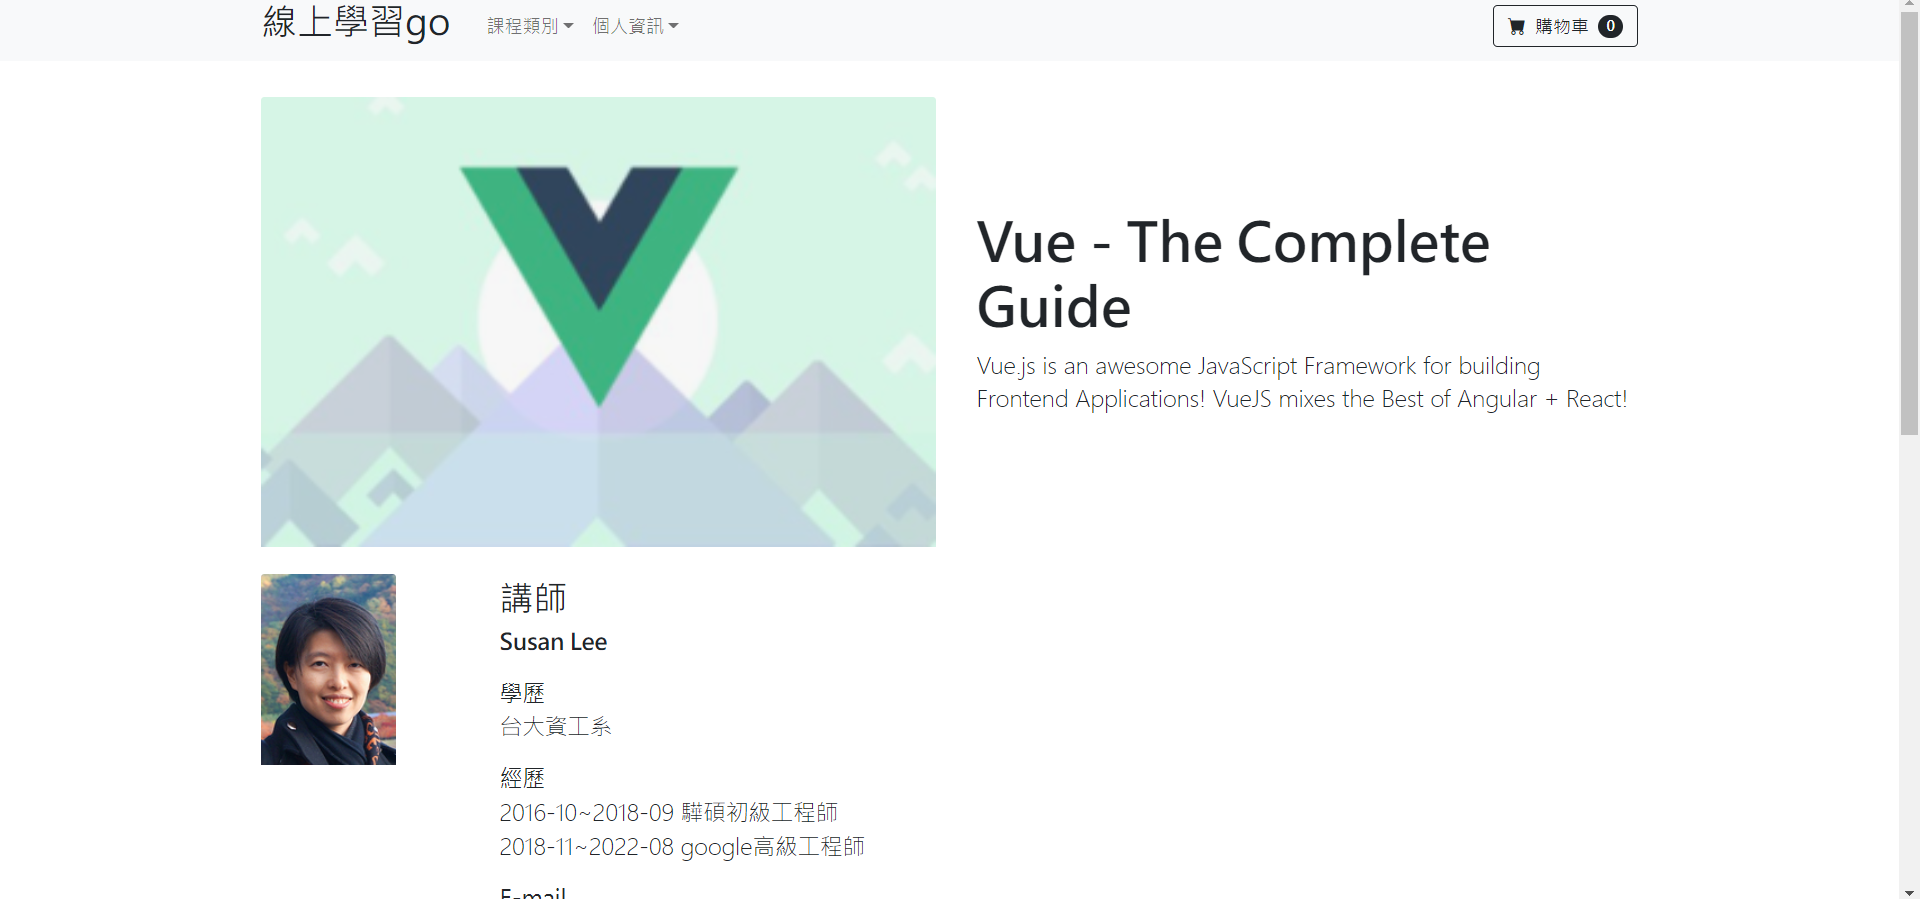 線上學習go
課程類別
個人資訊
購物車 0
Vue - The Complete
Guide
Vue.js is an awesome JavaScript Framework for building
Frontend Applications! VueJS mixes the Best of Angular + React!
講師
Susan Lee
學歷
台大資工系
經歷
2016-10~2018-09 驊碩初級工程師
2018-11~2022-08 google高級工程師
E-mail